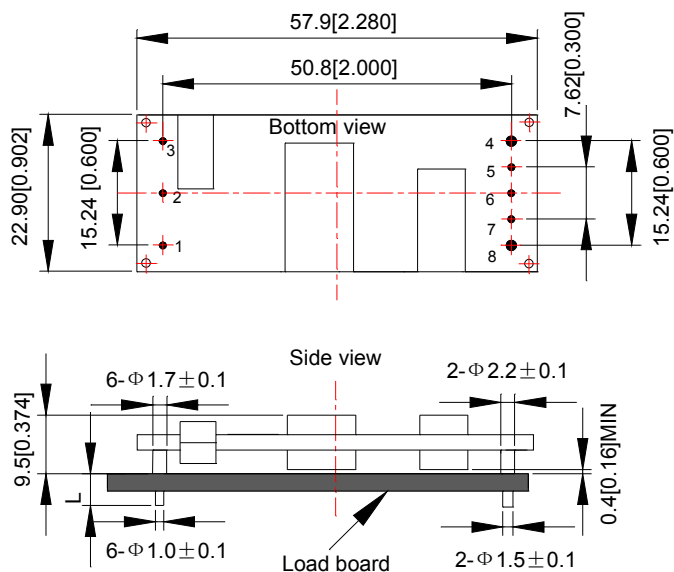 57.9[2.280]
50.8[2.000]
7.62[0.300]
22.90[0.902]
15.24 [0.600]
Bottom view
3
2
1
4
5
6
7
8
15.24[0.600]
Side view
6-Φ1.7±0.1
2-Φ2.2±0.1
9.5[0.374]
L
0.4[0.16]MIN
6-Φ1.0±0.1
Load board
2-Φ1.5±0.1